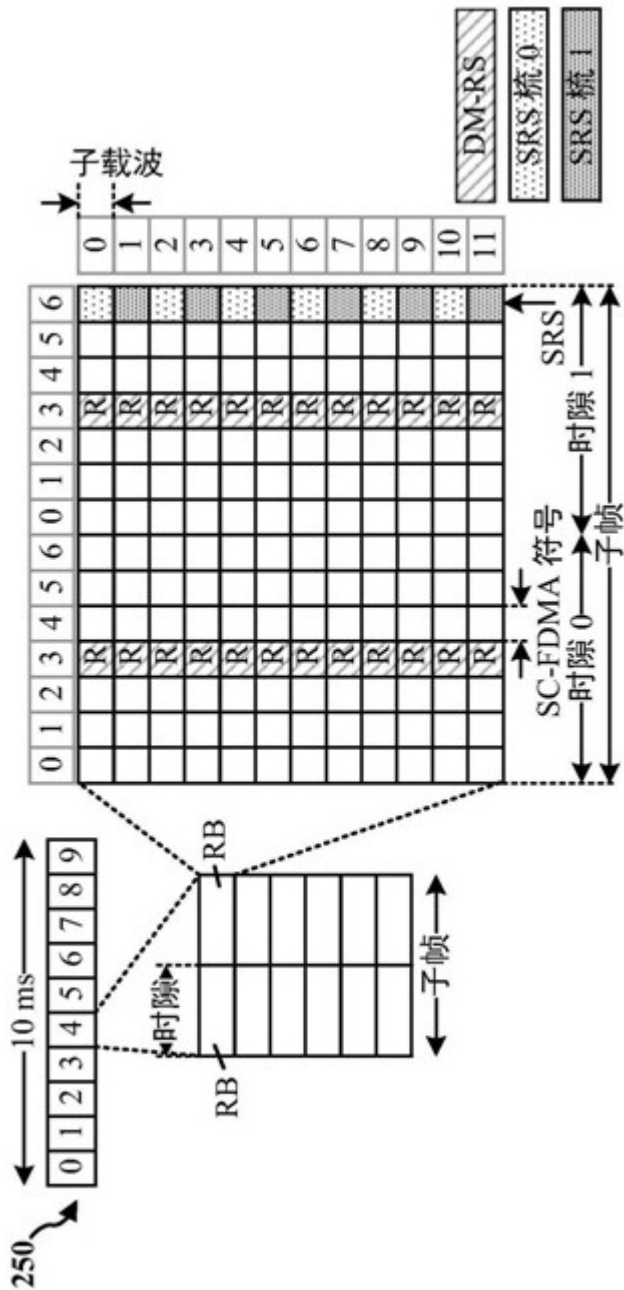 250
10 ms
0 1 2 3 4 5 6 7 8 9
RB
时隙
RB
子帧
0 1 2 3 4 5 6 0 1 2 3 4 5 6
子载波
0
R R
1
R R
2
R R
3
R R
4
R R
5
R R
6
R R
7
R R
8
R R
9
R R
10
R R
11
R R
SC-FDMA 符号
SRS
时隙 0
时隙 1
子帧
DM-RS
SRS 梳 0
SRS 梳 1